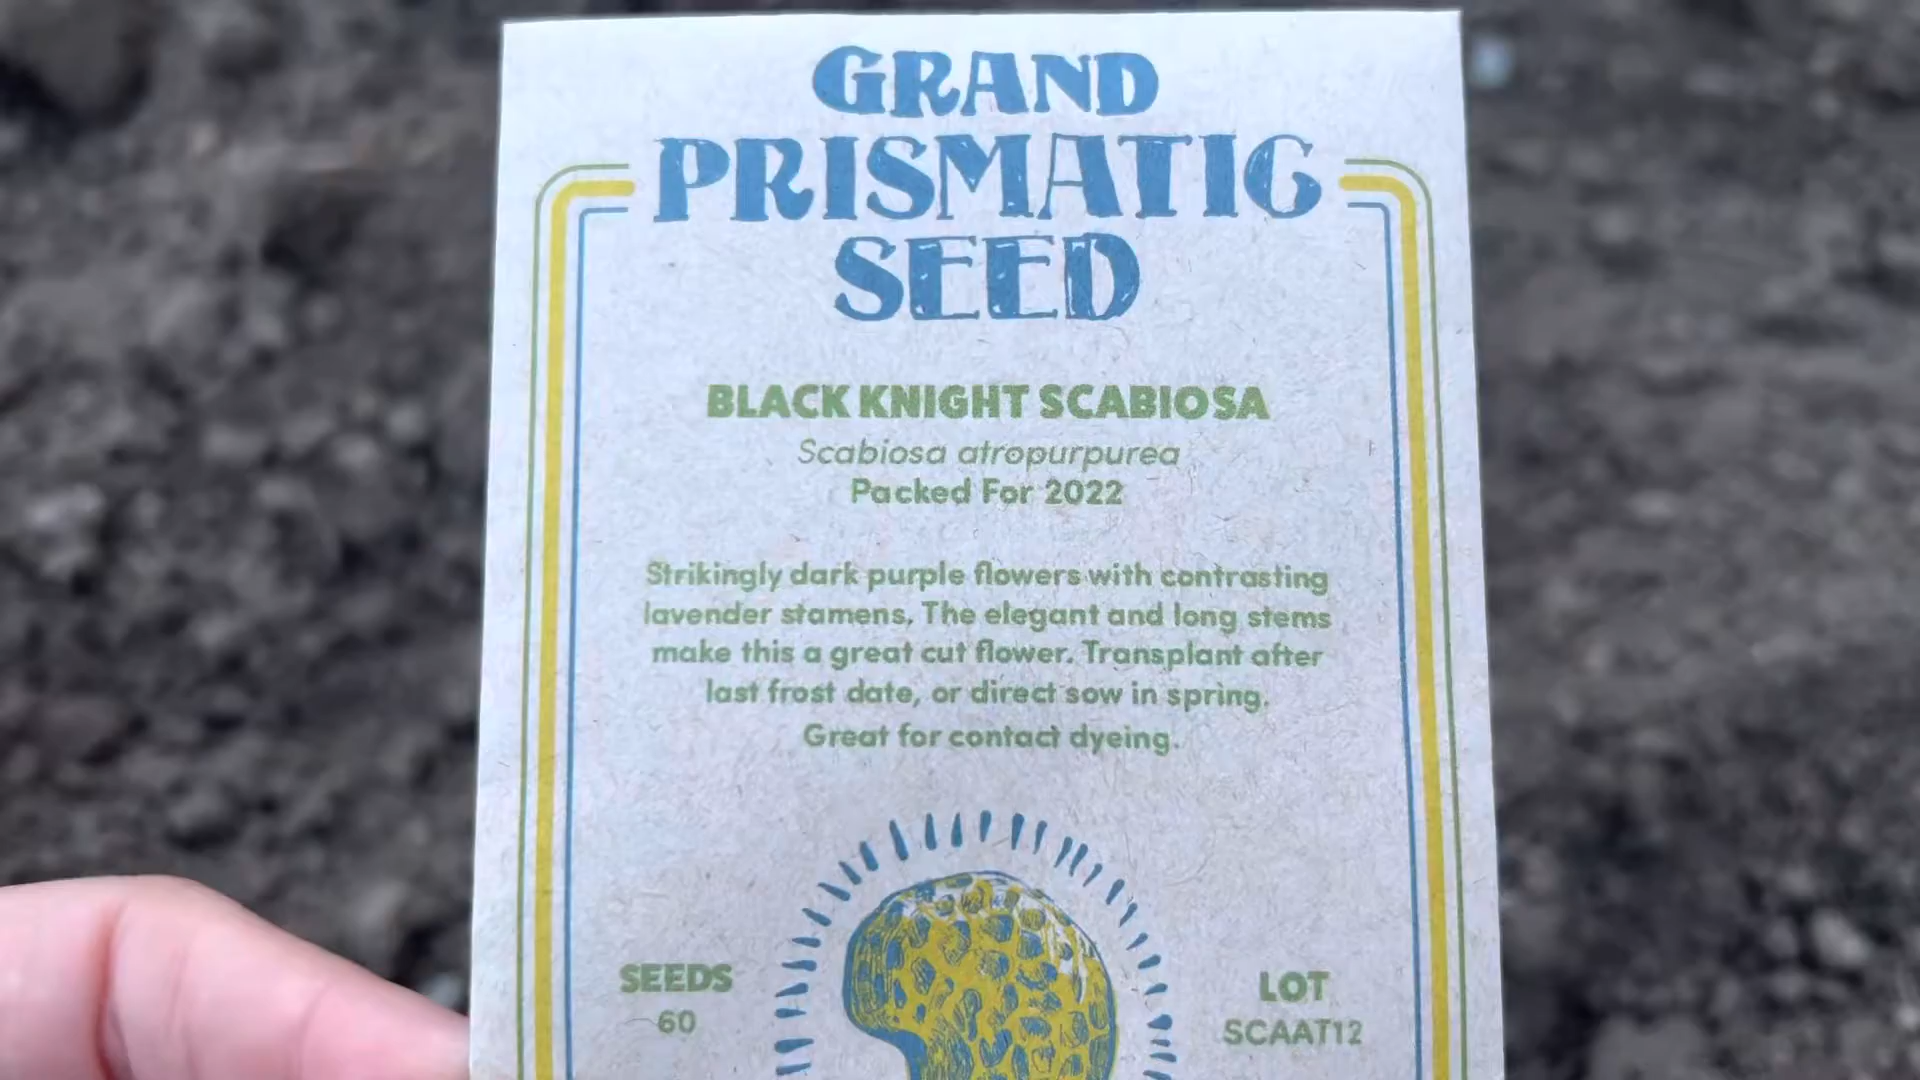 GRAND
PRISMATIC
SEED
BLACK KNIGHT SCABIOSA
Scabiosa atropurpurea
Packed For 2022
Strikingly dark purple flowers with contrasting
lavender stamens. The elegant and long stems
make this a great cut flower. Transplant after
last frost date, or direct sow in spring.
Great for contact dyeing.
SEEDS
60
LOT
SCAAT12